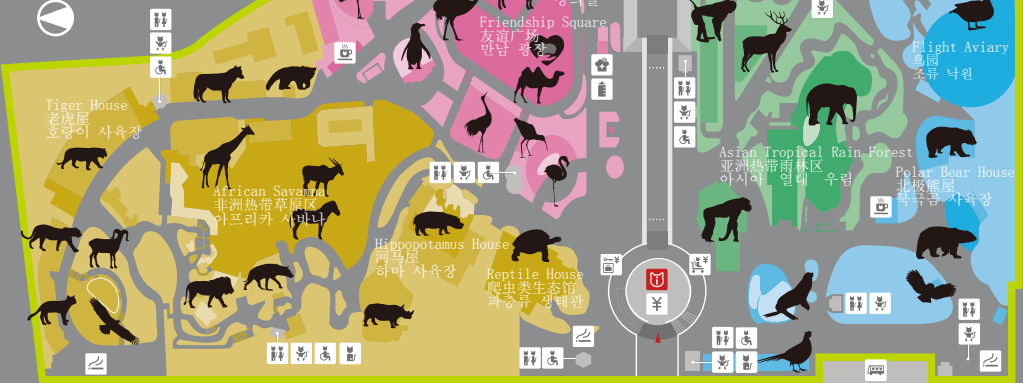 Friendship Square
友谊广场
만남 광장
Flight Aviary
鸟园
조류 낙원
Tiger House
老虎屋
호랑이 사육장
Asian Tropical Rain Forest
亚洲热带雨林区
아시아 열대 우림
Polar Bear House
北极熊屋
북극곰 사육장
African Savanna
非洲热带草原区
아프리카 사바나
Hippopotamus House
河马屋
하마 사육장
Reptile House
爬虫类生态馆
파충류 생태관
¥
¥
¥